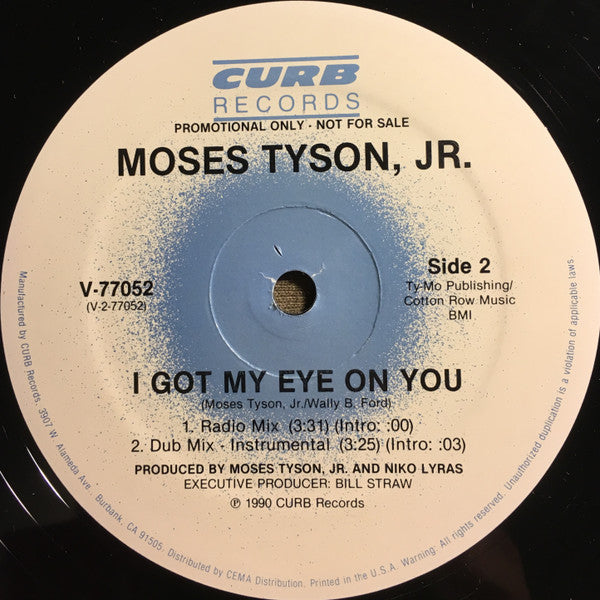 CURB
RECORDS
PROMOTIONAL ONLY - NOT FOR SALE
MOSES TYSON, JR.
V-77052
(V-2-77052)
Side 2
Ty-Mo Publishing/
Cotton Row Music
BMI
I GOT MY EYE ON YOU
(Moses Tyson, Jr./Wally B. Ford)
1. Radio Mix (3:31) (Intro: :00)
2. Dub Mix - Instrumental (3:25) (Intro: :03)
PRODUCED BY MOSES TYSON, JR. AND NIKO LYRAS
EXECUTIVE PRODUCER: BILL STRAW
℗ 1990 CURB Records
Manufactured by CURB Records, 3907 W. Alameda Ave., Burbank, CA 91505. Distributed by CEMA Distribution. Printed in the U.S.A. All rights reserved. Unauthorized duplication is a violation of applicable laws